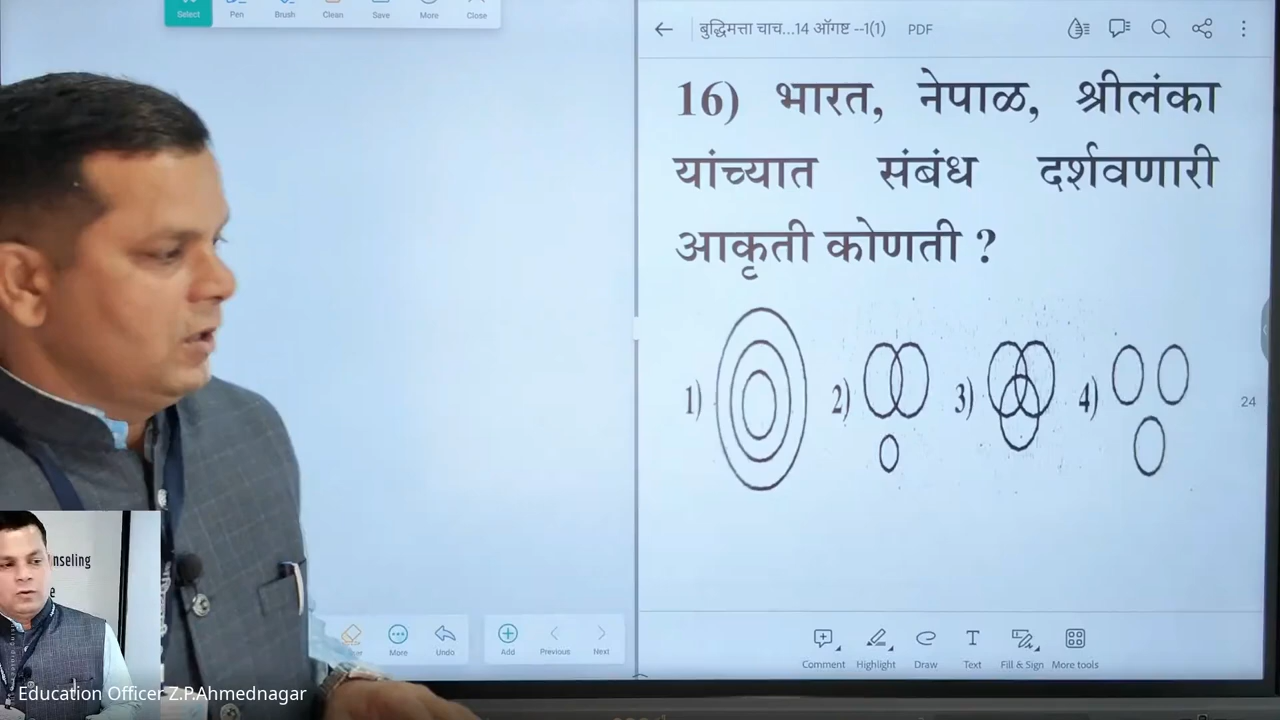 Select Pen Brush Clean Save More Close
बुद्धिमत्ता चाच...14 ऑगष्ट --1(1) PDF
16) भारत, नेपाळ, श्रीलंका
यांच्यात संबंध दर्शवणारी
आकृती कोणती ?
1) 2) 3) 4)
24
More Undo Add Previous Next
Comment Highlight Draw Text Fill & Sign More tools
Education Officer Z.P.Ahmednagar